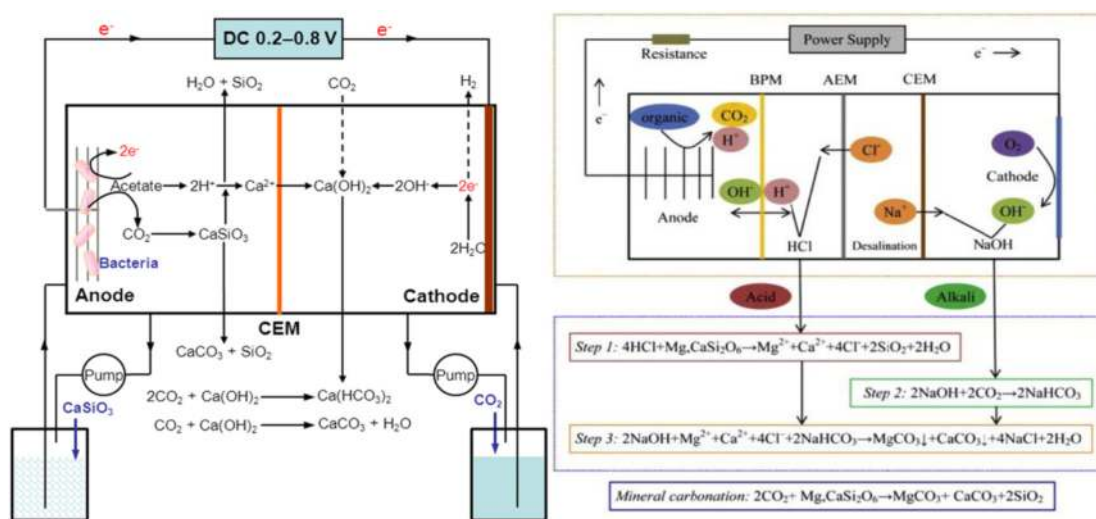 e⁻
DC 0.2–0.8 V
e⁻
H₂O + SiO₂
CO₂
H₂
2e⁻
Acetate
2H⁺
Ca²⁺
Ca(OH)₂
2OH⁻
2e⁻
CO₂
CaSiO₃
2H₂O
Bacteria
Anode
Cathode
CEM
CaCO₃ + SiO₂
Pump
Pump
CaSiO₃
CO₂
2CO₂ + Ca(OH)₂ → Ca(HCO₃)₂
CO₂ + Ca(OH)₂ → CaCO₃ + H₂O
Resistance
Power Supply
e⁻
BPM
AEM
CEM
e⁻
organic
CO₂
H⁺
Cl⁻
O₂
Cathode
OH⁻
H⁺
Na⁺
OH⁻
Anode
HCl
Desalination
NaOH
Acid
Alkali
Step 1: 4HCl+Mg,CaSi₂O₆→Mg²⁺+Ca²⁺+4Cl⁻+2SiO₂+2H₂O
Step 2: 2NaOH+2CO₂→2NaHCO₃
Step 3: 2NaOH+Mg²⁺+Ca²⁺+4Cl⁻+2NaHCO₃→MgCO₃↓+CaCO₃↓+4NaCl+2H₂O
Mineral carbonation: 2CO₂+ Mg,CaSi₂O₆→MgCO₃+ CaCO₃+2SiO₂